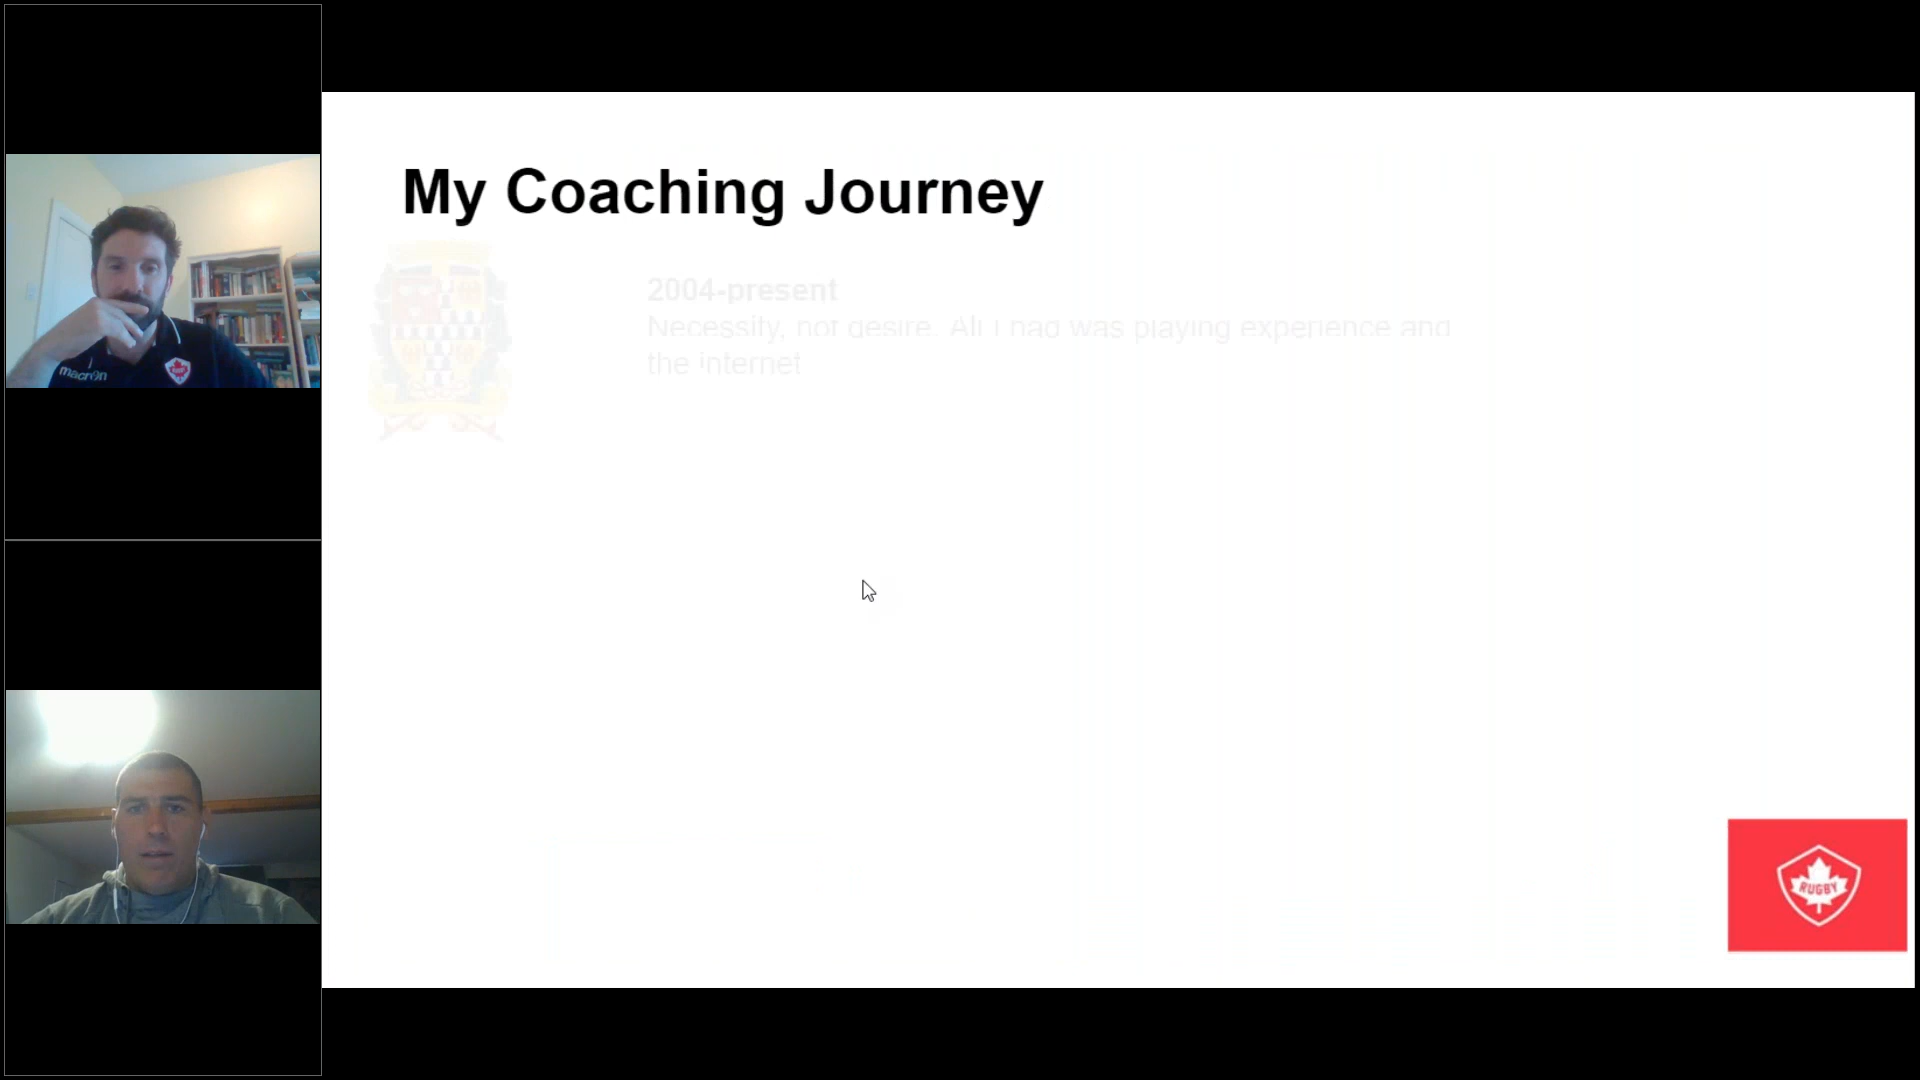 My Coaching Journey
2004-present
Necessity, not desire. All I had was playing experience and
the internet
macron
RUGBY